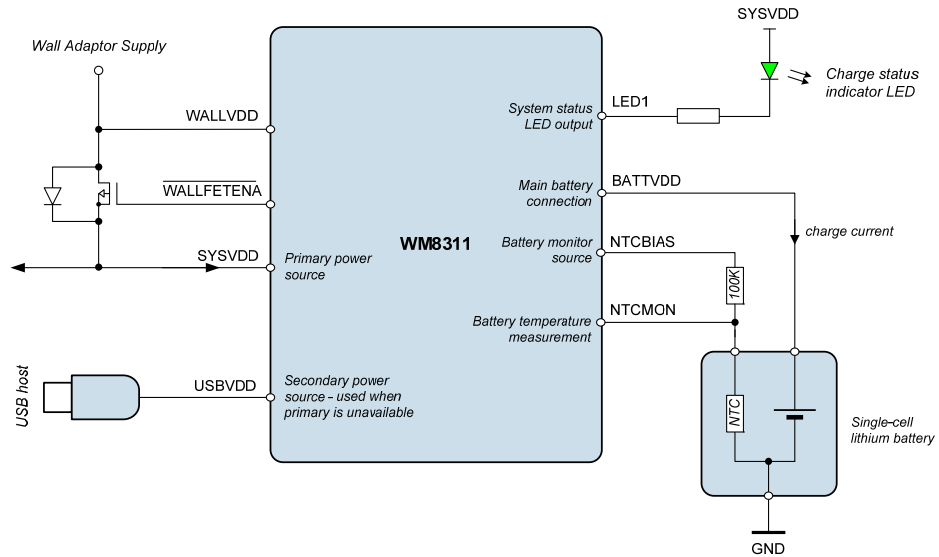 SYSVDD
Wall Adaptor Supply
Charge status
indicator LED
LED1
System status
LED output
WALLVDD
WALLFETENA
Main battery
connection
BATTVDD
charge current
WM8311
Battery monitor
source
NTCBIAS
SYSVDD
Primary power
source
100K
Battery temperature
measurement
NTCMON
USB host
USBVDD
Secondary power
source - used when
primary is unavailable
NTC
Single-cell
lithium battery
GND